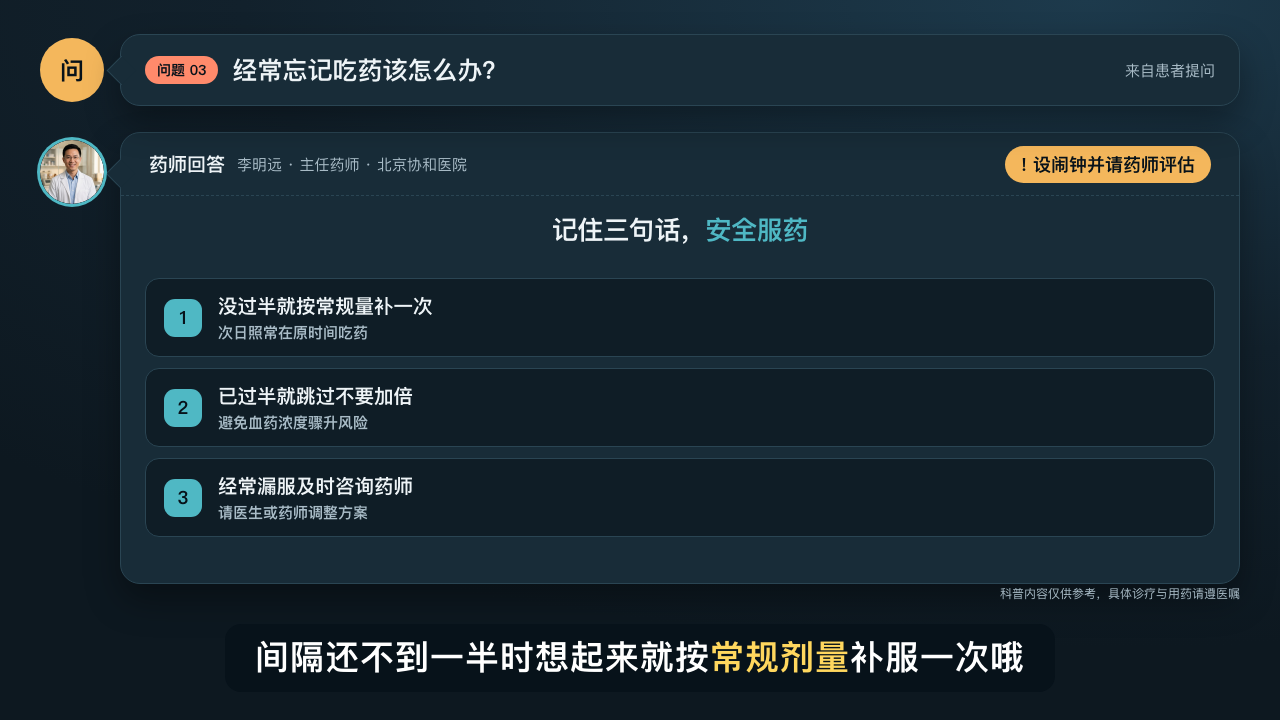 问
问题 03 经常忘记吃药该怎么办？ 来自患者提问
药师回答 李明远 · 主任药师 · 北京协和医院 ! 设闹钟并请药师评估
记住三句话，安全服药
1 没过半就按常规量补一次
次日照常在原时间吃药
2 已过半就跳过不要加倍
避免血药浓度骤升风险
3 经常漏服及时咨询药师
请医生或药师调整方案
科普内容仅供参考，具体诊疗与用药请遵医嘱
间隔还不到一半时想起来就按常规剂量补服一次哦